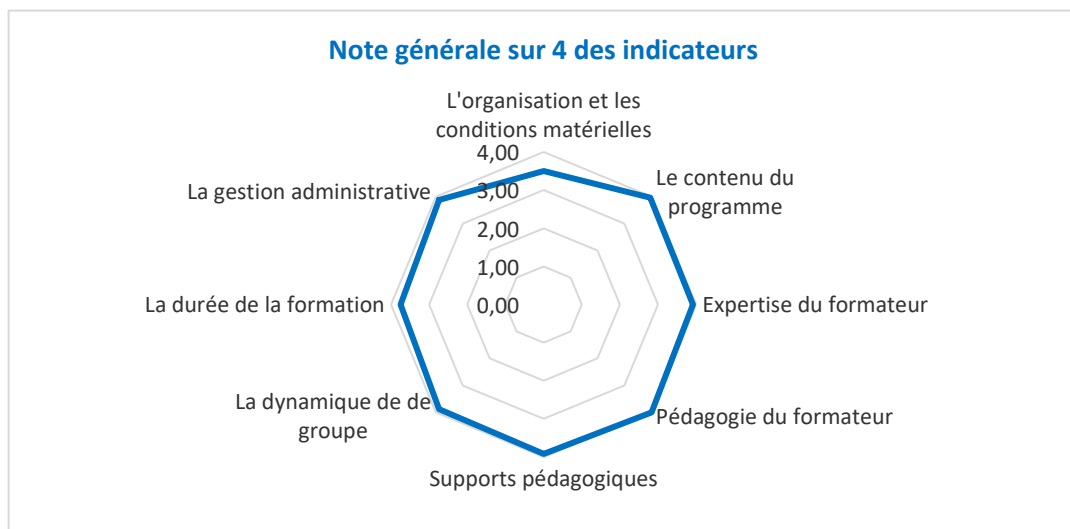 Note générale sur 4 des indicateurs
L'organisation et les
conditions matérielles
4,00
3,00
2,00
1,00
0,00
Le contenu du
programme
Expertise du formateur
Pédagogie du formateur
Supports pédagogiques
La dynamique de de
groupe
La durée de la formation
La gestion administrative